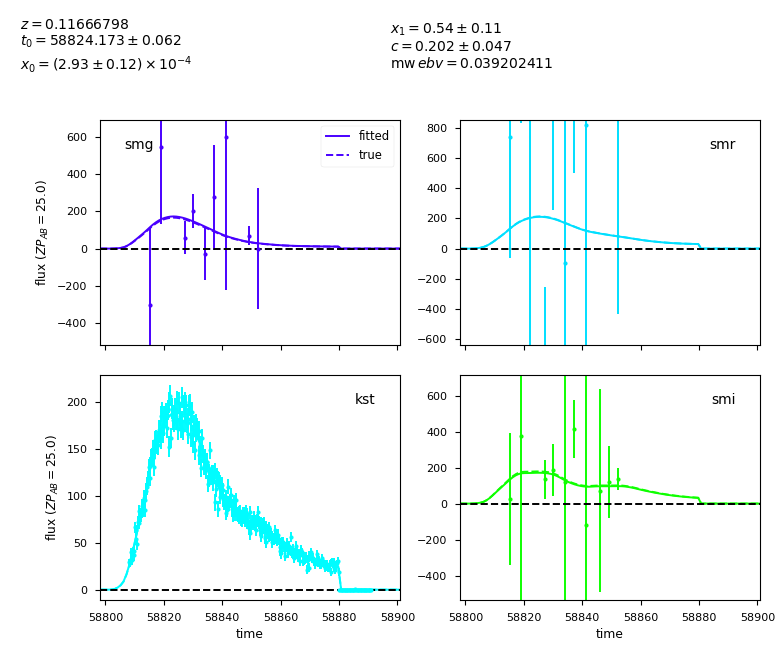 z = 0.11666798
t₀ = 58824.173 ± 0.062
x₀ = (2.93 ± 0.12) × 10⁻⁴
x₁ = 0.54 ± 0.11
c = 0.202 ± 0.047
mw ebv = 0.039202411
smg
fitted
true
600
400
200
0
−200
−400
flux (ZP_AB = 25.0)
smr
800
600
400
200
0
−200
−400
−600
kst
200
150
100
50
0
flux (ZP_AB = 25.0)
58800 58820 58840 58860 58880 58900
time
smi
600
400
200
0
−200
−400
58800 58820 58840 58860 58880 58900
time